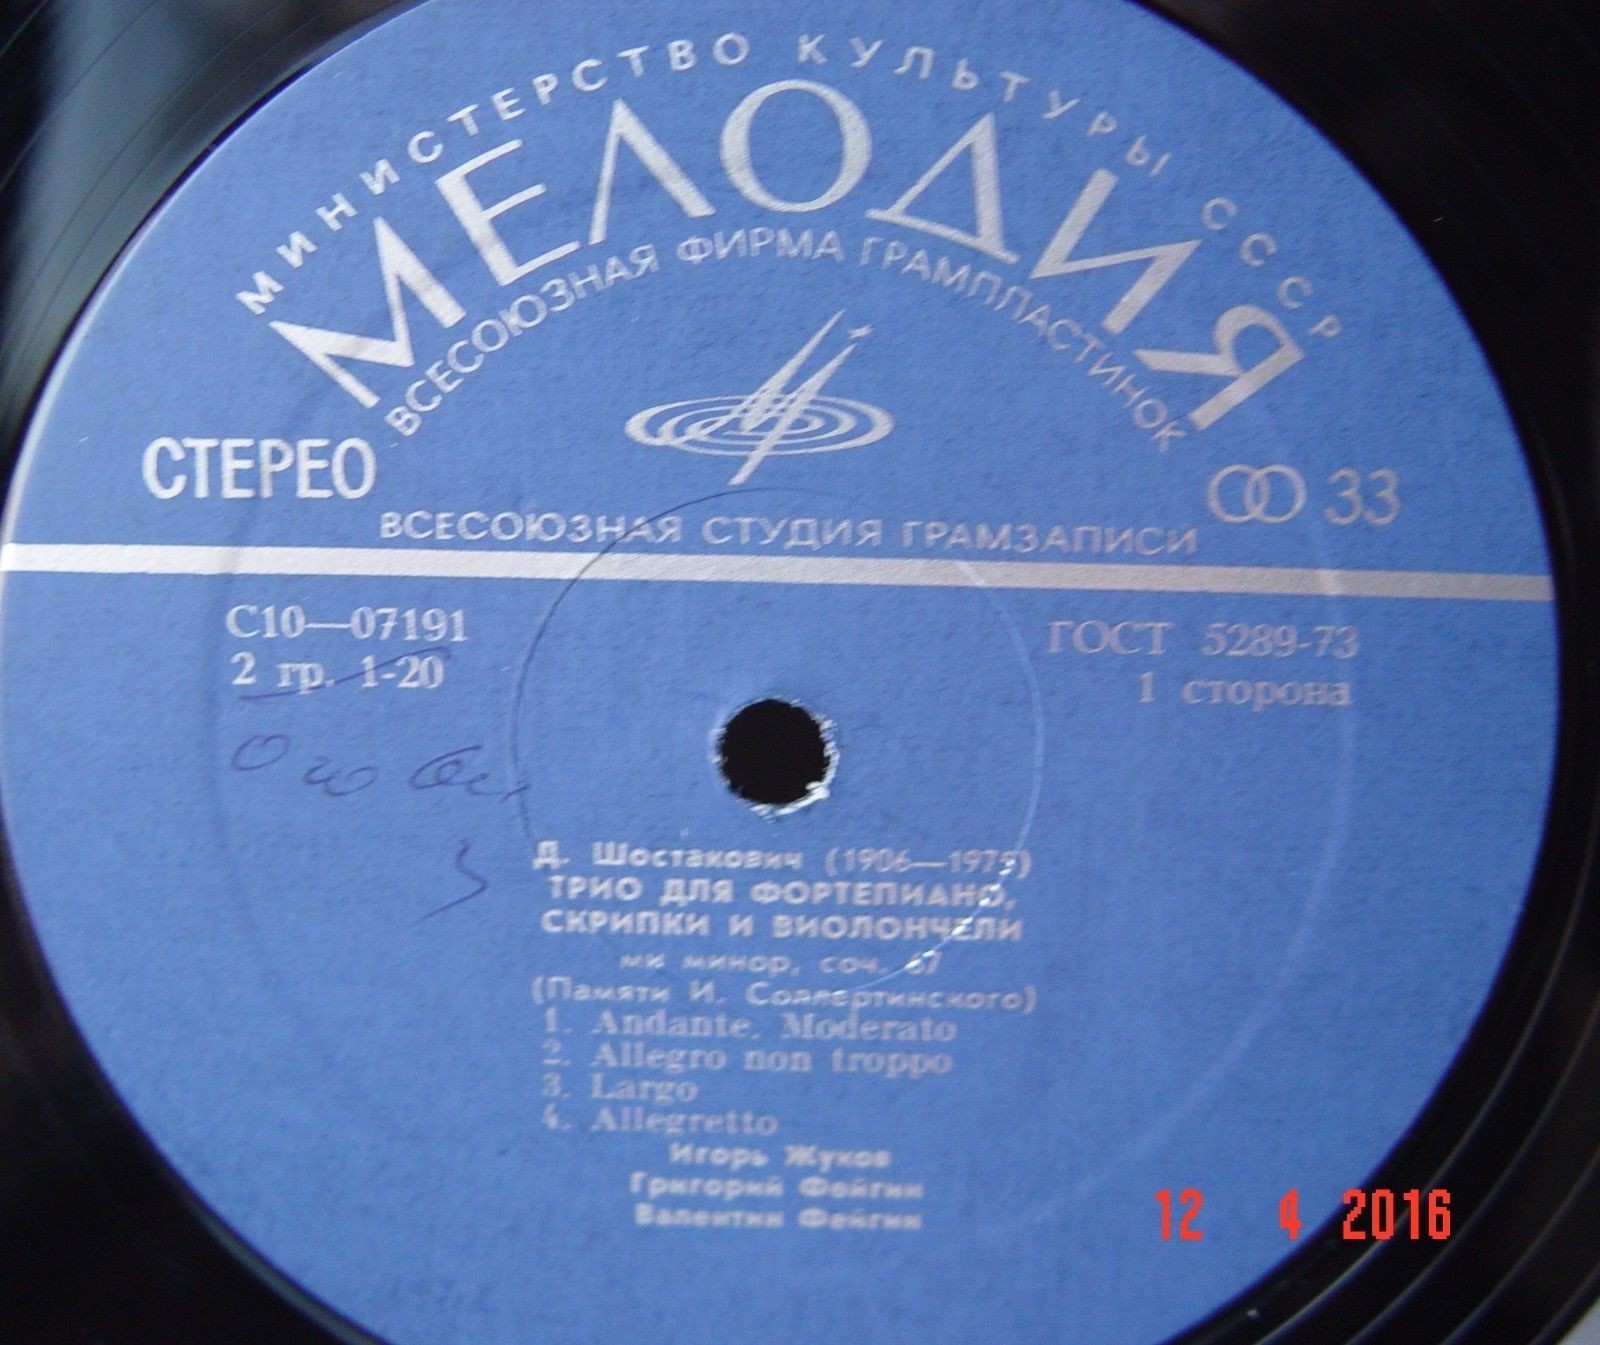 МИНИСТЕРСТВО КУЛЬТУРЫ СССР
МЕЛОДИЯ
ВСЕСОЮЗНАЯ ФИРМА ГРАМПЛАСТИНОК
СТЕРЕО
33
ВСЕСОЮЗНАЯ СТУДИЯ ГРАМЗАПИСИ
С10—07191
ГОСТ 5289-73
2 гр. 1-20
1 сторона
Д. Шостакович (1906—1975)
ТРИО ДЛЯ ФОРТЕПИАНО,
СКРИПКИ И ВИОЛОНЧЕЛИ
ми минор, соч. 67
(Памяти И. Соллертинского)
1. Andante. Moderato
2. Allegro non troppo
3. Largo
4. Allegretto
Игорь Жуков
Григорий Фейгин
Валентин Фейгин
12 4 2016